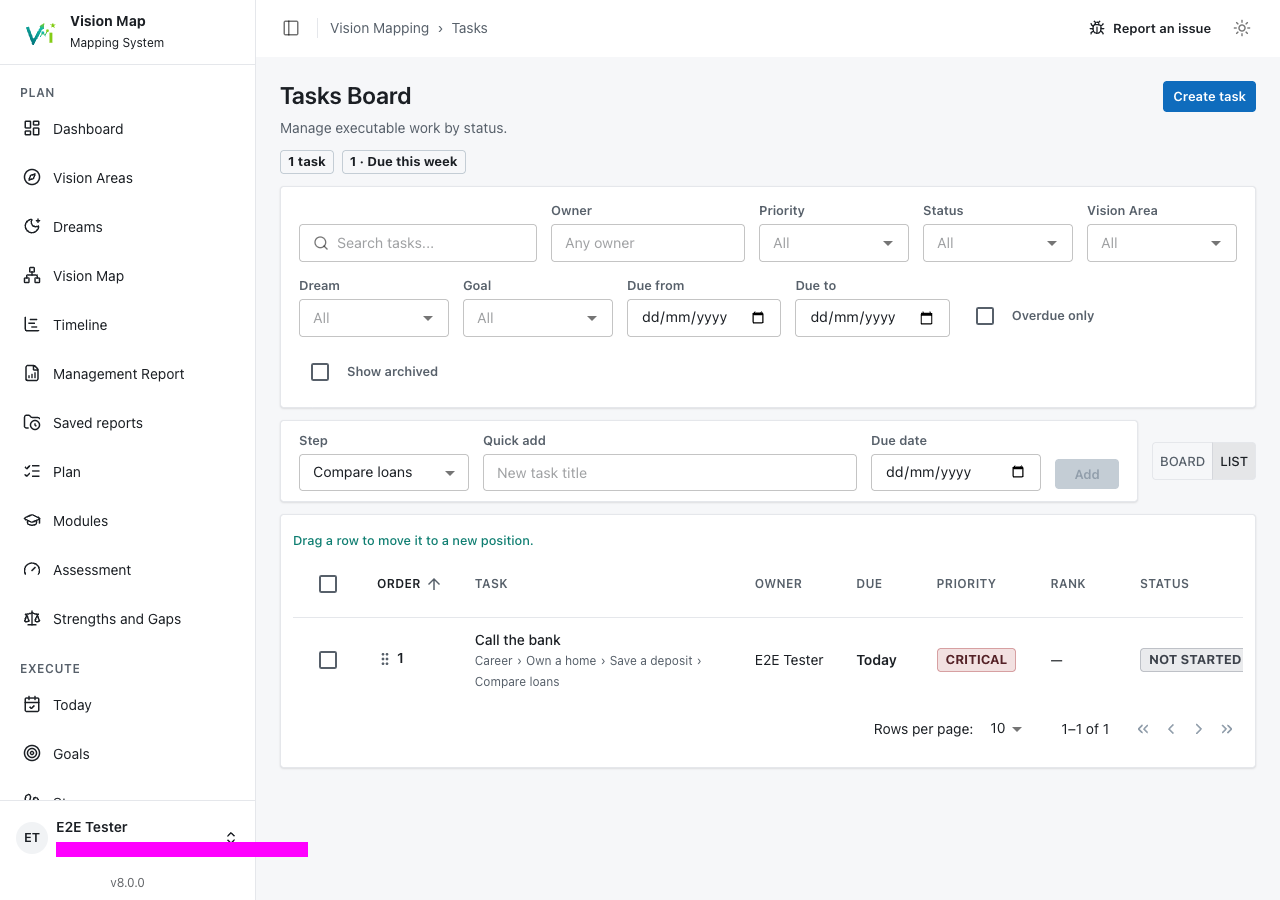 Vision Map
Mapping System
PLAN
Dashboard
Vision Areas
Dreams
Vision Map
Timeline
Management Report
Saved reports
Plan
Modules
Assessment
Strengths and Gaps
EXECUTE
Today
Goals
ET
E2E Tester
v8.0.0
Vision Mapping › Tasks
Report an issue
Tasks Board
Create task
Manage executable work by status.
1 task
1 · Due this week
Owner
Priority
Status
Vision Area
Search tasks...
Any owner
All
All
All
Dream
Goal
Due from
Due to
All
All
dd/mm/yyyy
dd/mm/yyyy
Overdue only
Show archived
Step
Quick add
Due date
Compare loans
New task title
dd/mm/yyyy
Add
BOARD
LIST
Drag a row to move it to a new position.
ORDER
TASK
OWNER
DUE
PRIORITY
RANK
STATUS
1
Call the bank
Career › Own a home › Save a deposit ›
Compare loans
E2E Tester
Today
CRITICAL
—
NOT STARTED
Rows per page:
10
1–1 of 1